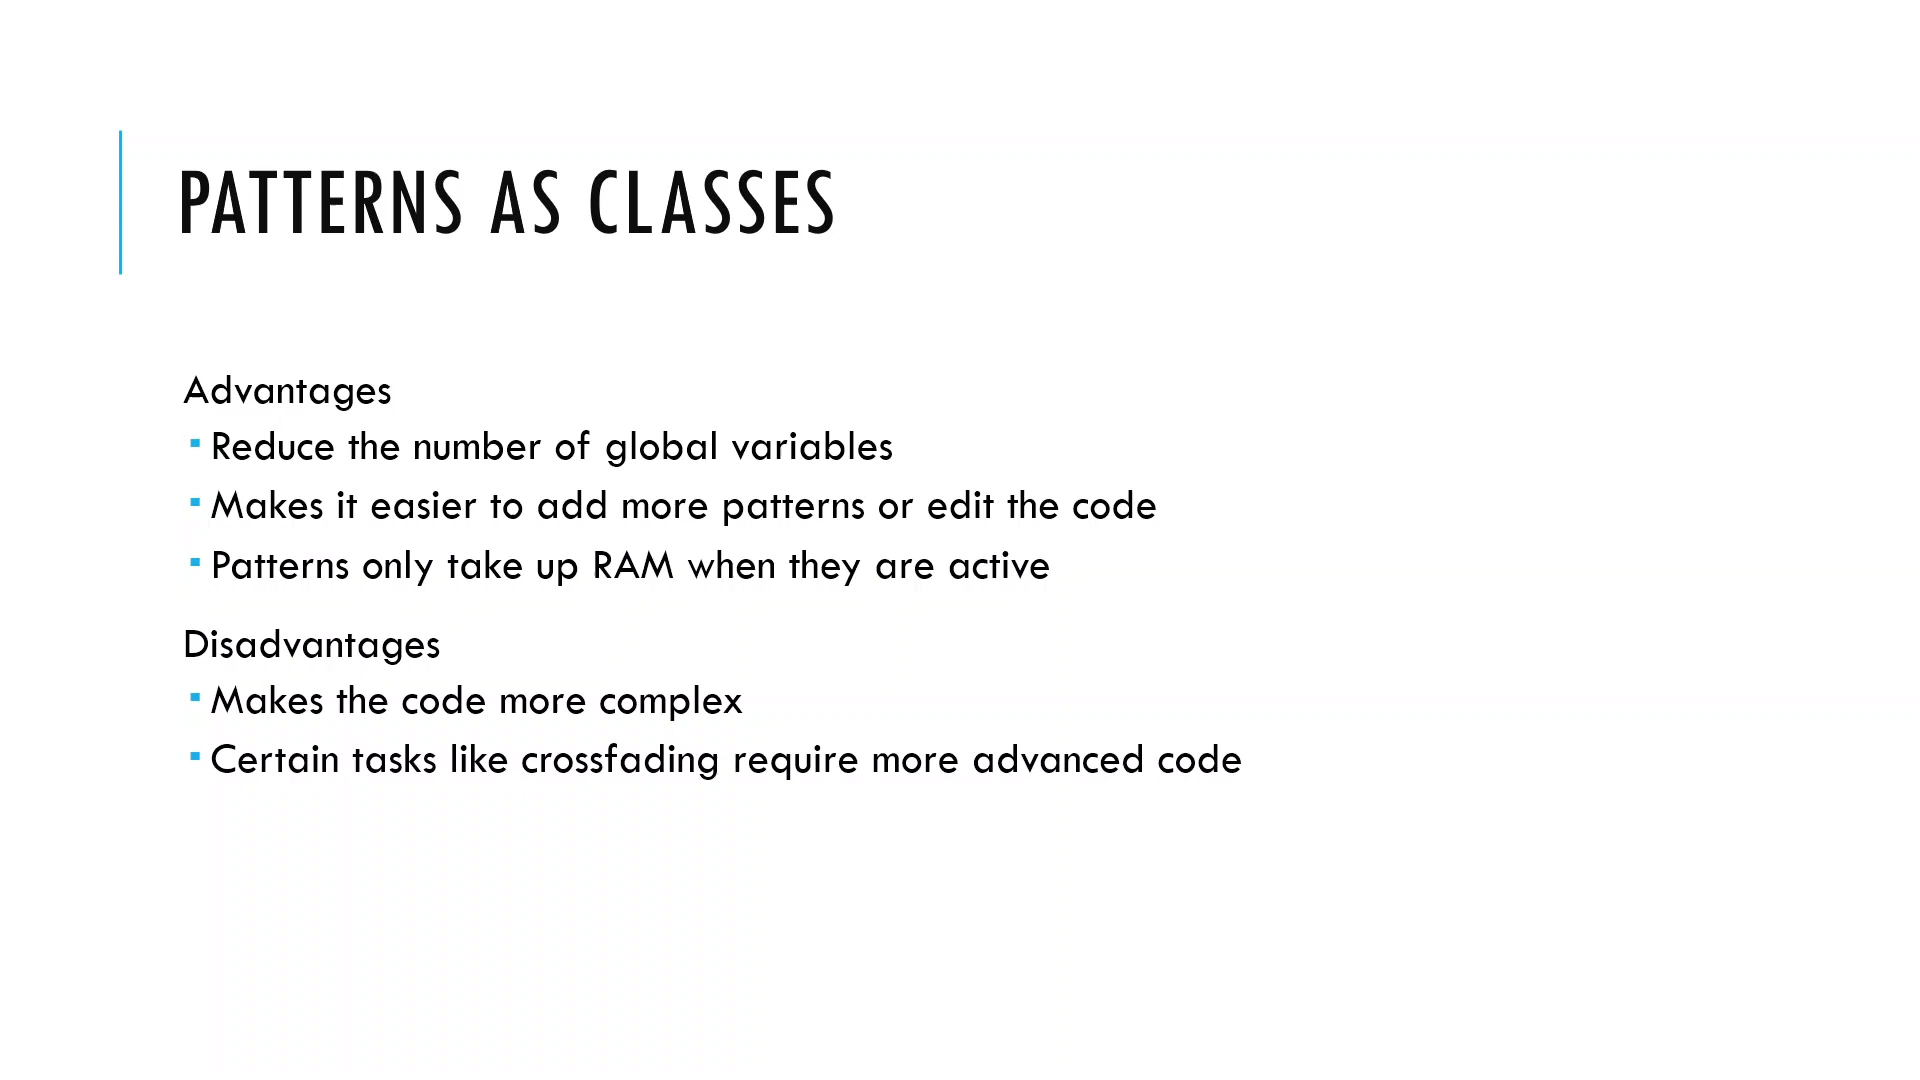 PATTERNS AS CLASSES
Advantages
Reduce the number of global variables
Makes it easier to add more patterns or edit the code
Patterns only take up RAM when they are active
Disadvantages
Makes the code more complex
Certain tasks like crossfading require more advanced code